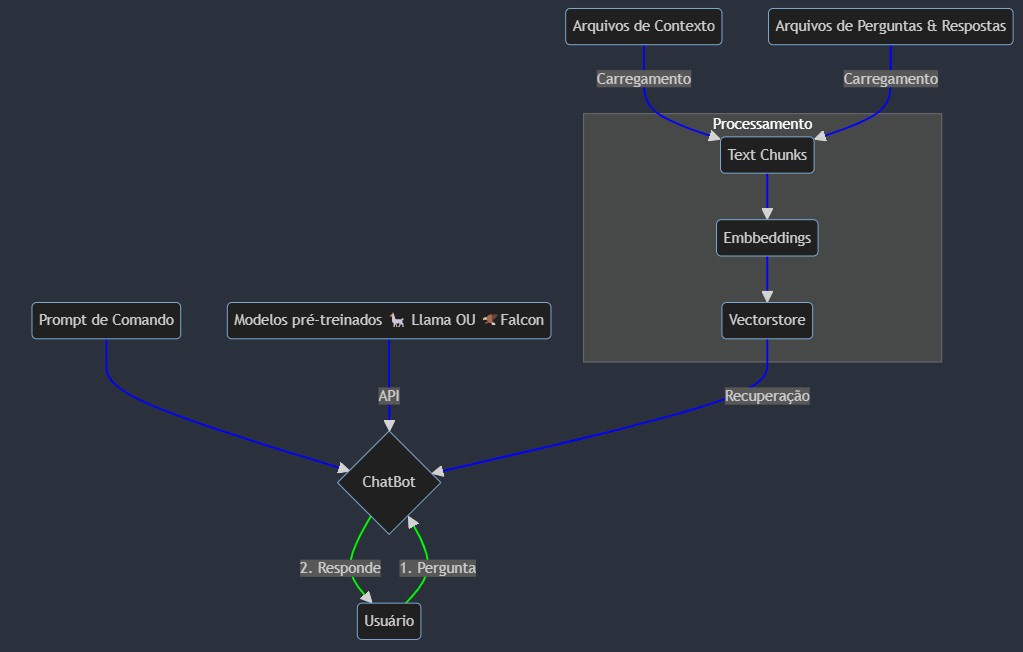 Arquivos de Contexto
Arquivos de Perguntas & Respostas
Carregamento
Carregamento
Processamento
Text Chunks
Embbeddings
Prompt de Comando
Modelos pré-treinados 🐕 Llama OU 🦅 Falcon
Vectorstore
API
Recuperação
ChatBot
2. Responde
1. Pergunta
Usuário